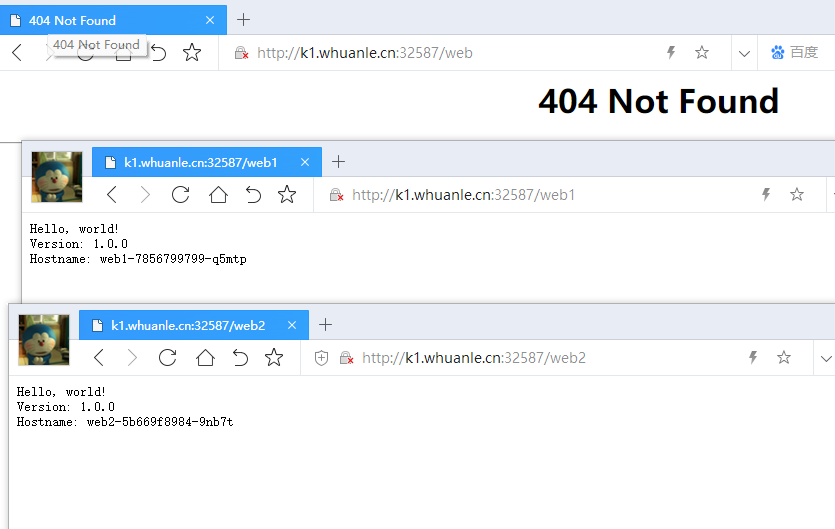 404 Not Found
404 Not Found
http://k1.whuanle.cn:32587/web
百度
404 Not Found
k1.whuanle.cn:32587/web1
http://k1.whuanle.cn:32587/web1
Hello, world!
Version: 1.0.0
Hostname: web1-7856799799-q5mtp
k1.whuanle.cn:32587/web2
http://k1.whuanle.cn:32587/web2
Hello, world!
Version: 1.0.0
Hostname: web2-5b669f8984-9nb7t